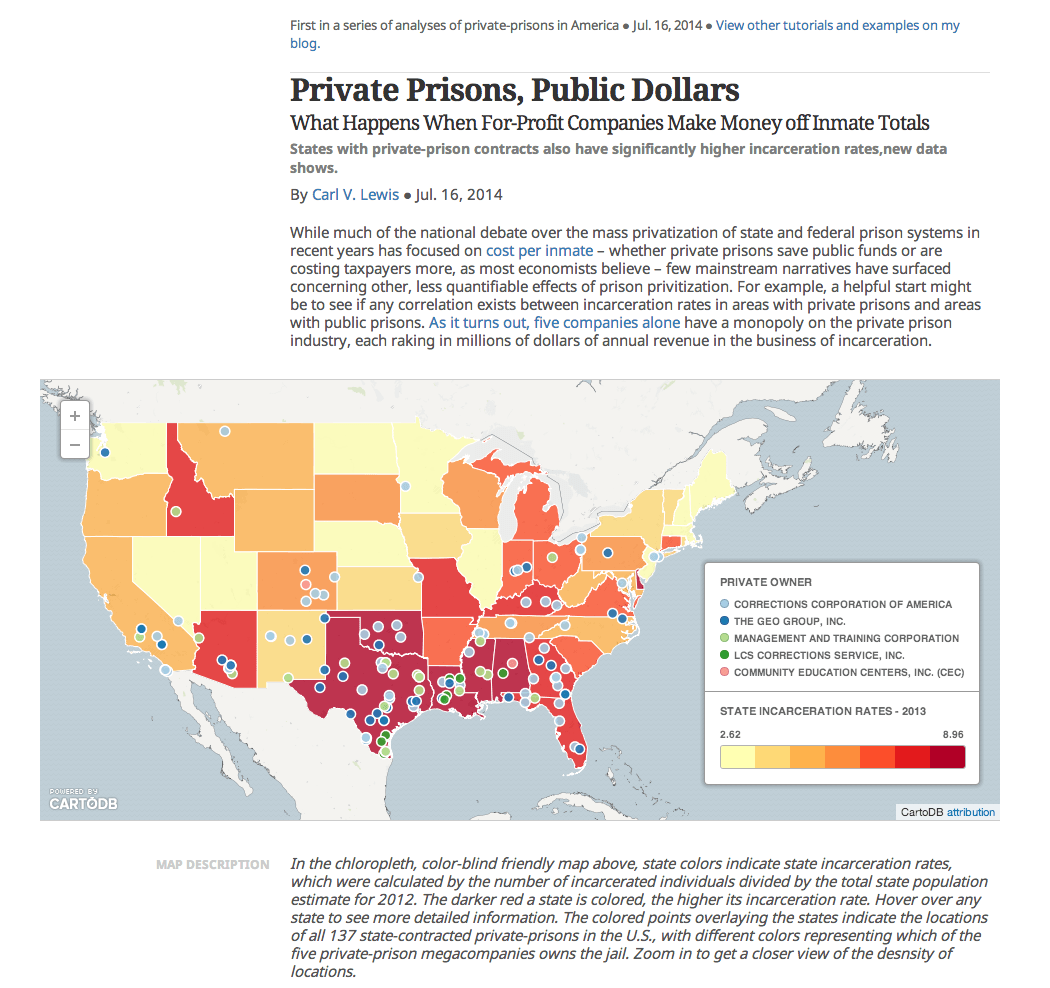 First in a series of analyses of private-prisons in America ● Jul. 16, 2014 ● View other tutorials and examples on my
blog.
Private Prisons, Public Dollars
What Happens When For-Profit Companies Make Money off Inmate Totals
States with private-prison contracts also have significantly higher incarceration rates,new data
shows.
By Carl V. Lewis ● Jul. 16, 2014
While much of the national debate over the mass privatization of state and federal prison systems in
recent years has focused on cost per inmate – whether private prisons save public funds or are
costing taxpayers more, as most economists believe – few mainstream narratives have surfaced
concerning other, less quantifiable effects of prison privitization. For example, a helpful start might
be to see if any correlation exists between incarceration rates in areas with private prisons and areas
with public prisons. As it turns out, five companies alone have a monopoly on the private prison
industry, each raking in millions of dollars of annual revenue in the business of incarceration.
+
−
PRIVATE OWNER
CORRECTIONS CORPORATION OF AMERICA
THE GEO GROUP, INC.
MANAGEMENT AND TRAINING CORPORATION
LCS CORRECTIONS SERVICE, INC.
COMMUNITY EDUCATION CENTERS, INC. (CEC)
STATE INCARCERATION RATES - 2013
2.62 8.96
POWERED BY
CARTODB
CartoDB attribution
MAP DESCRIPTION
In the chloropleth, color-blind friendly map above, state colors indicate state incarceration rates,
which were calculated by the number of incarcerated individuals divided by the total state population
estimate for 2012. The darker red a state is colored, the higher its incarceration rate. Hover over any
state to see more detailed information. The colored points overlaying the states indicate the locations
of all 137 state-contracted private-prisons in the U.S., with different colors representing which of the
five private-prison megacompanies owns the jail. Zoom in to get a closer view of the desnsity of
locations.